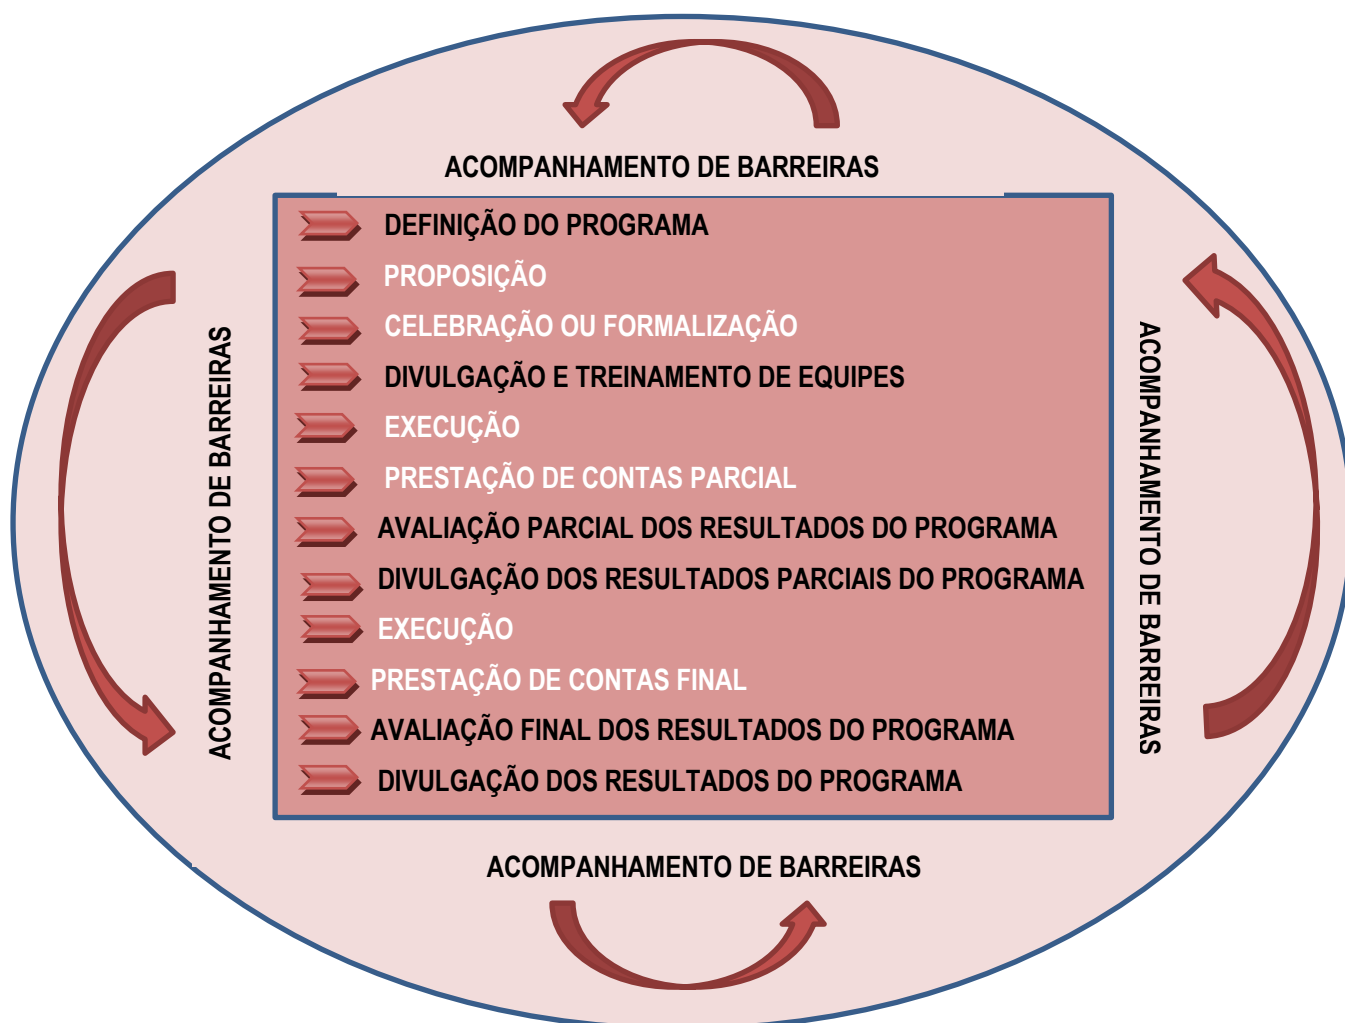 ACOMPANHAMENTO DE BARREIRAS
DEFINIÇÃO DO PROGRAMA
PROPOSIÇÃO
CELEBRAÇÃO OU FORMALIZAÇÃO
DIVULGAÇÃO E TREINAMENTO DE EQUIPES
EXECUÇÃO
PRESTAÇÃO DE CONTAS PARCIAL
AVALIAÇÃO PARCIAL DOS RESULTADOS DO PROGRAMA
DIVULGAÇÃO DOS RESULTADOS PARCIAIS DO PROGRAMA
EXECUÇÃO
PRESTAÇÃO DE CONTAS FINAL
AVALIAÇÃO FINAL DOS RESULTADOS DO PROGRAMA
DIVULGAÇÃO DOS RESULTADOS DO PROGRAMA
ACOMPANHAMENTO DE BARREIRAS
ACOMPANHAMENTO DE BARREIRAS
ACOMPANHAMENTO DE BARREIRAS